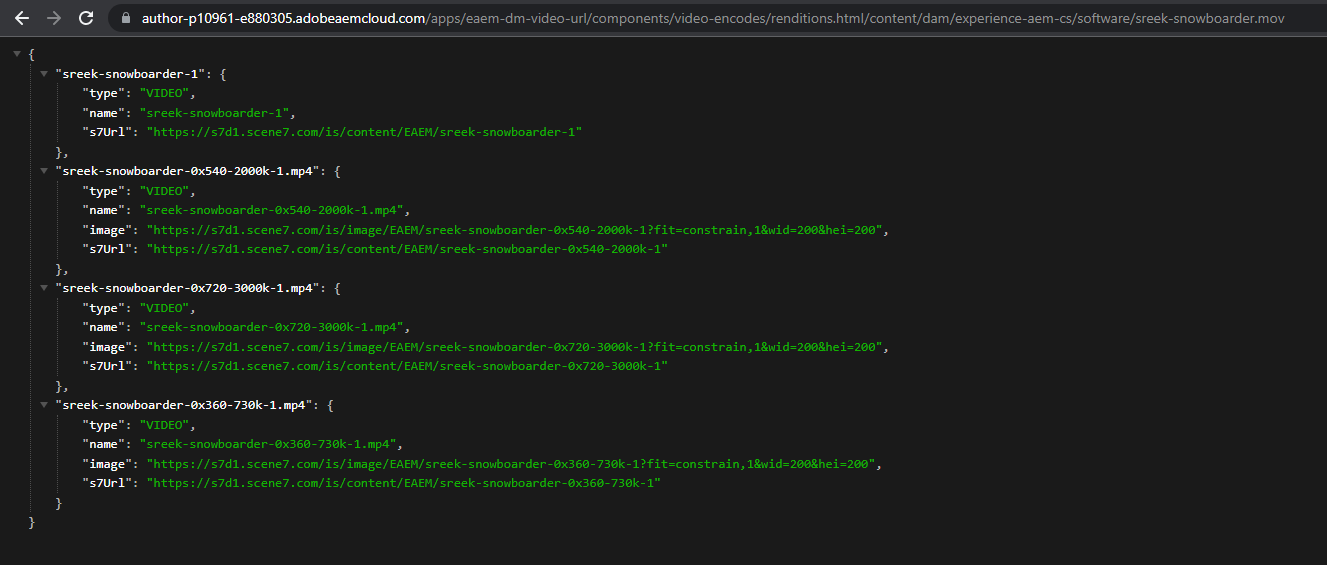 author-p10961-e880305.adobeaemcloud.com/apps/eaem-dm-video-url/components/video-encodes/renditions.html/content/dam/experience-aem-cs/software/sreek-snowboarder.mov
{
"sreek-snowboarder-1": {
"type": "VIDEO",
"name": "sreek-snowboarder-1",
"s7Url": "https://s7d1.scene7.com/is/content/EAEM/sreek-snowboarder-1"
},
"sreek-snowboarder-0x540-2000k-1.mp4": {
"type": "VIDEO",
"name": "sreek-snowboarder-0x540-2000k-1.mp4",
"image": "https://s7d1.scene7.com/is/image/EAEM/sreek-snowboarder-0x540-2000k-1?fit=constrain,1&wid=200&hei=200",
"s7Url": "https://s7d1.scene7.com/is/content/EAEM/sreek-snowboarder-0x540-2000k-1"
},
"sreek-snowboarder-0x720-3000k-1.mp4": {
"type": "VIDEO",
"name": "sreek-snowboarder-0x720-3000k-1.mp4",
"image": "https://s7d1.scene7.com/is/image/EAEM/sreek-snowboarder-0x720-3000k-1?fit=constrain,1&wid=200&hei=200",
"s7Url": "https://s7d1.scene7.com/is/content/EAEM/sreek-snowboarder-0x720-3000k-1"
},
"sreek-snowboarder-0x360-730k-1.mp4": {
"type": "VIDEO",
"name": "sreek-snowboarder-0x360-730k-1.mp4",
"image": "https://s7d1.scene7.com/is/image/EAEM/sreek-snowboarder-0x360-730k-1?fit=constrain,1&wid=200&hei=200",
"s7Url": "https://s7d1.scene7.com/is/content/EAEM/sreek-snowboarder-0x360-730k-1"
}
}